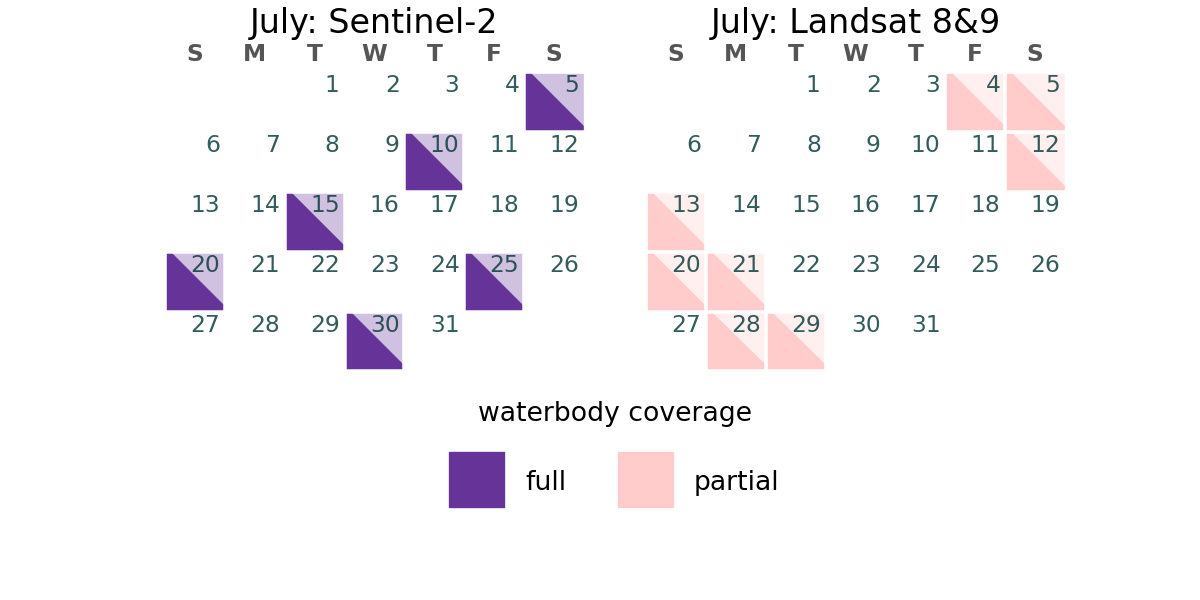 July: Sentinel-2
S M T W T F S
1 2 3 4 5
6 7 8 9 10 11 12
13 14 15 16 17 18 19
20 21 22 23 24 25 26
27 28 29 30 31
July: Landsat 8&9
S M T W T F S
1 2 3 4 5
6 7 8 9 10 11 12
13 14 15 16 17 18 19
20 21 22 23 24 25 26
27 28 29 30 31
waterbody coverage
full
partial